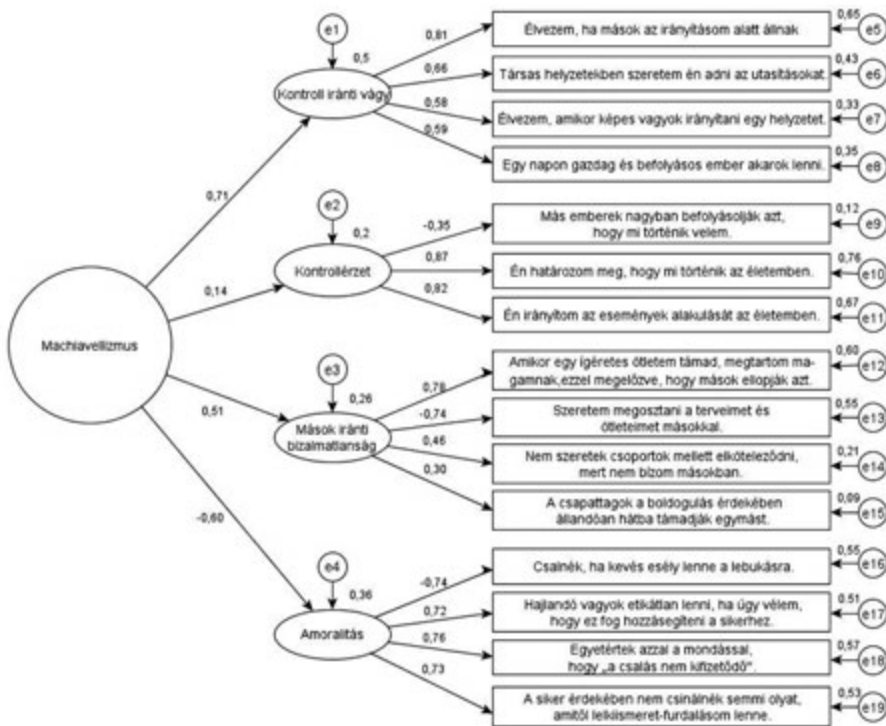 e1
0,5
Kontroll iránti vágy
0,81
0,66
0,58
0,59
Élvezem, ha mások az irányításom alatt állnak
0,65
e5
Társas helyzetekben szeretem én adni az utasításokat.
0,43
e6
Élvezem, amikor képes vagyok irányítani egy helyzetet.
0,33
e7
Egy napon gazdag és befolyásos ember akarok lenni.
0,35
e8
0,71
e2
0,2
Kontrollérzet
-0,35
0,87
0,82
Más emberek nagyban befolyásolják azt,
hogy mi történik velem.
0,12
e9
Én határozom meg, hogy mi történik az életemben.
0,76
e10
Én irányítom az események alakulását az életemben.
0,67
e11
0,14
Machiavellizmus
0,51
e3
0,26
Mások iránti
bizalmatlanság
0,78
-0,74
0,46
0,30
Amikor egy ígéretes ötletem támad, megtartom ma-
gamnak,ezzel megelőzve, hogy mások ellopják azt.
0,60
e12
Szeretem megosztani a terveimet és
ötleteimet másokkal.
0,55
e13
Nem szeretek csoportok mellett elköteleződni,
mert nem bízom másokban.
0,21
e14
A csapattagok a boldogulás érdekében
állandóan hátba támadják egymást.
0,09
e15
-0,60
e4
0,36
Amoralitás
-0,74
0,72
0,76
0,73
Csalnék, ha kevés esély lenne a lebukásra.
0,55
e16
Hajlandó vagyok etikátlan lenni, ha úgy vélem,
hogy ez fog hozzásegíteni a sikerhez.
0,51
e17
Egyetértek azzal a mondással,
hogy „a csalás nem kifizetődő".
0,57
e18
A siker érdekében nem csinálnék semmi olyat,
amitől lelkiismeret-furdalásom lenne.
0,53
e19